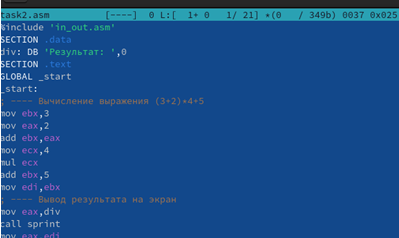 task2.asm [----] 0 L:[ 1+ 0 1/ 21] *(0 / 349b) 0037 0x025
%include 'in_out.asm'
SECTION .data
div: DB 'Результат: ',0
SECTION .text
GLOBAL _start
_start:
; ---- Вычисление выражения (3+2)*4+5
mov ebx,3
mov eax,2
add ebx,eax
mov ecx,4
mul ecx
add ebx,5
mov edi,ebx
; ---- Вывод результата на экран
mov eax,div
call sprint
mov eax,edi